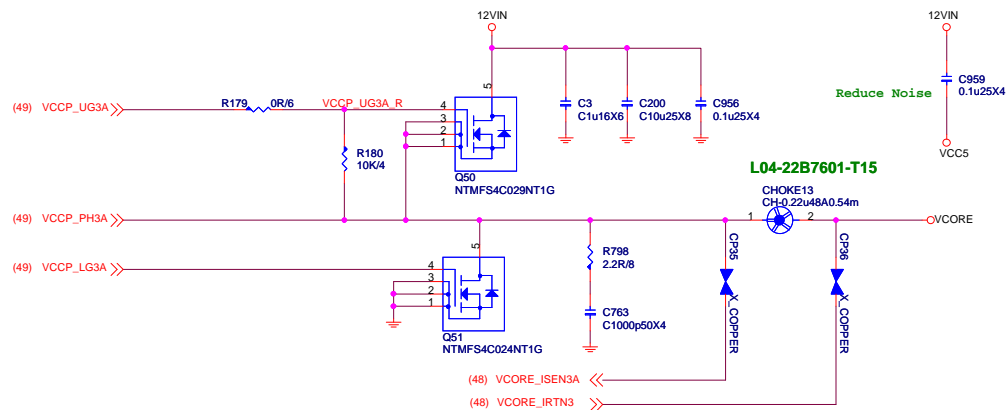 12VIN
12VIN
5
C3
C1u16X6
C200
C10u25X8
C956
0.1u25X4
Reduce Noise
C959
0.1u25X4
VCC5
(49) VCCP_UG3A
R179
0R/6
VCCP_UG3A_R
4
3
2
1
R180
10K/4
Q50
NTMFS4C029NT1G
L04-22B7601-T15
CHOKE13
CH-0.22u48A0.54m
(49) VCCP_PH3A
1
2
VCORE
5
CP35
CP36
R798
2.2R/8
(49) VCCP_LG3A
4
3
2
1
X_COPPER
X_COPPER
C763
C1000p50X4
Q51
NTMFS4C024NT1G
(48) VCORE_ISEN3A
(48) VCORE_IRTN3